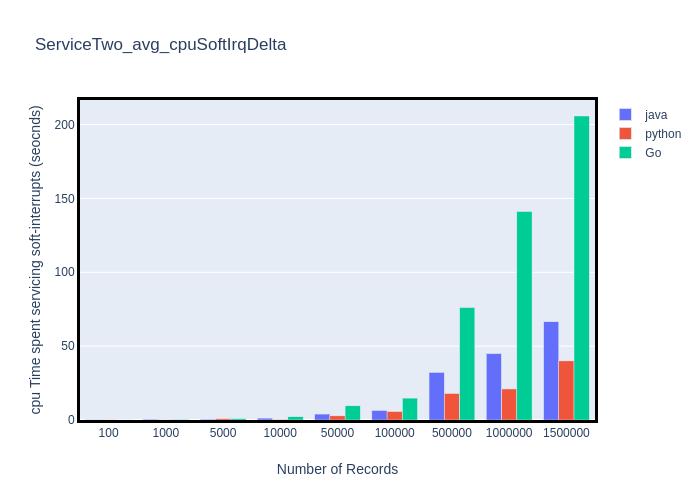 ServiceTwo_avg_cpuSoftIrqDelta
cpu Time spent servicing soft-interrupts (seocnds)
200
150
100
50
0
100 1000 5000 10000 50000 100000 500000 1000000 1500000
Number of Records
java
python
Go